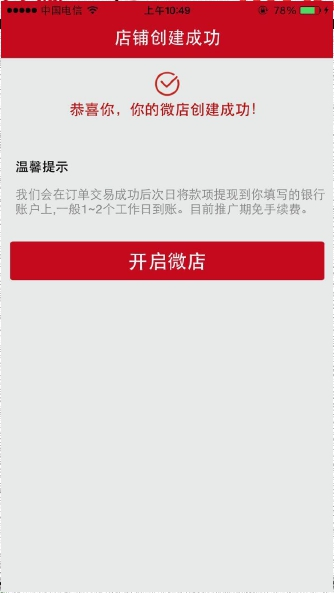 中国电信 上午10:49 78%
店铺创建成功
恭喜你，你的微店创建成功！
温馨提示
我们会在订单交易成功后次日将款项提现到你填写的银行
账户上,一般1~2个工作日到账。目前推广期免手续费。
开启微店